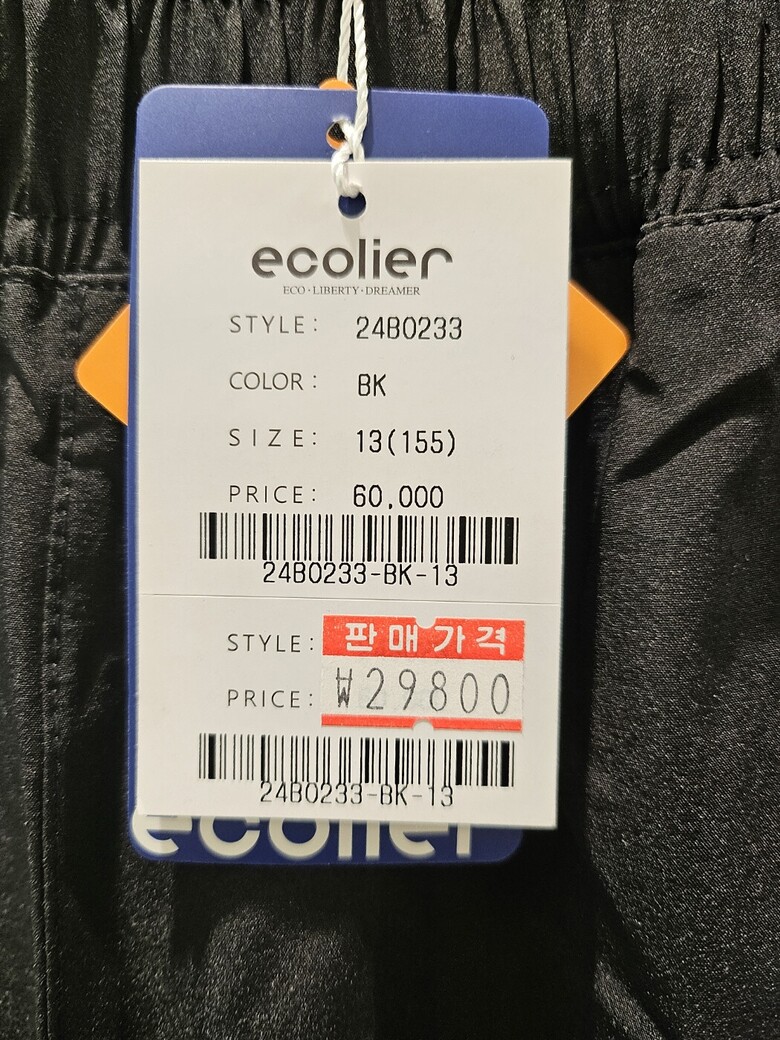 ecolier
ECO·LIBERTY·DREAMER
STYLE: 24B0233
COLOR: BK
SIZE: 13(155)
PRICE: 60,000
24B0233-BK-13
STYLE: 판매가격
PRICE: ₩29800
24B0233-BK-13
ecolier